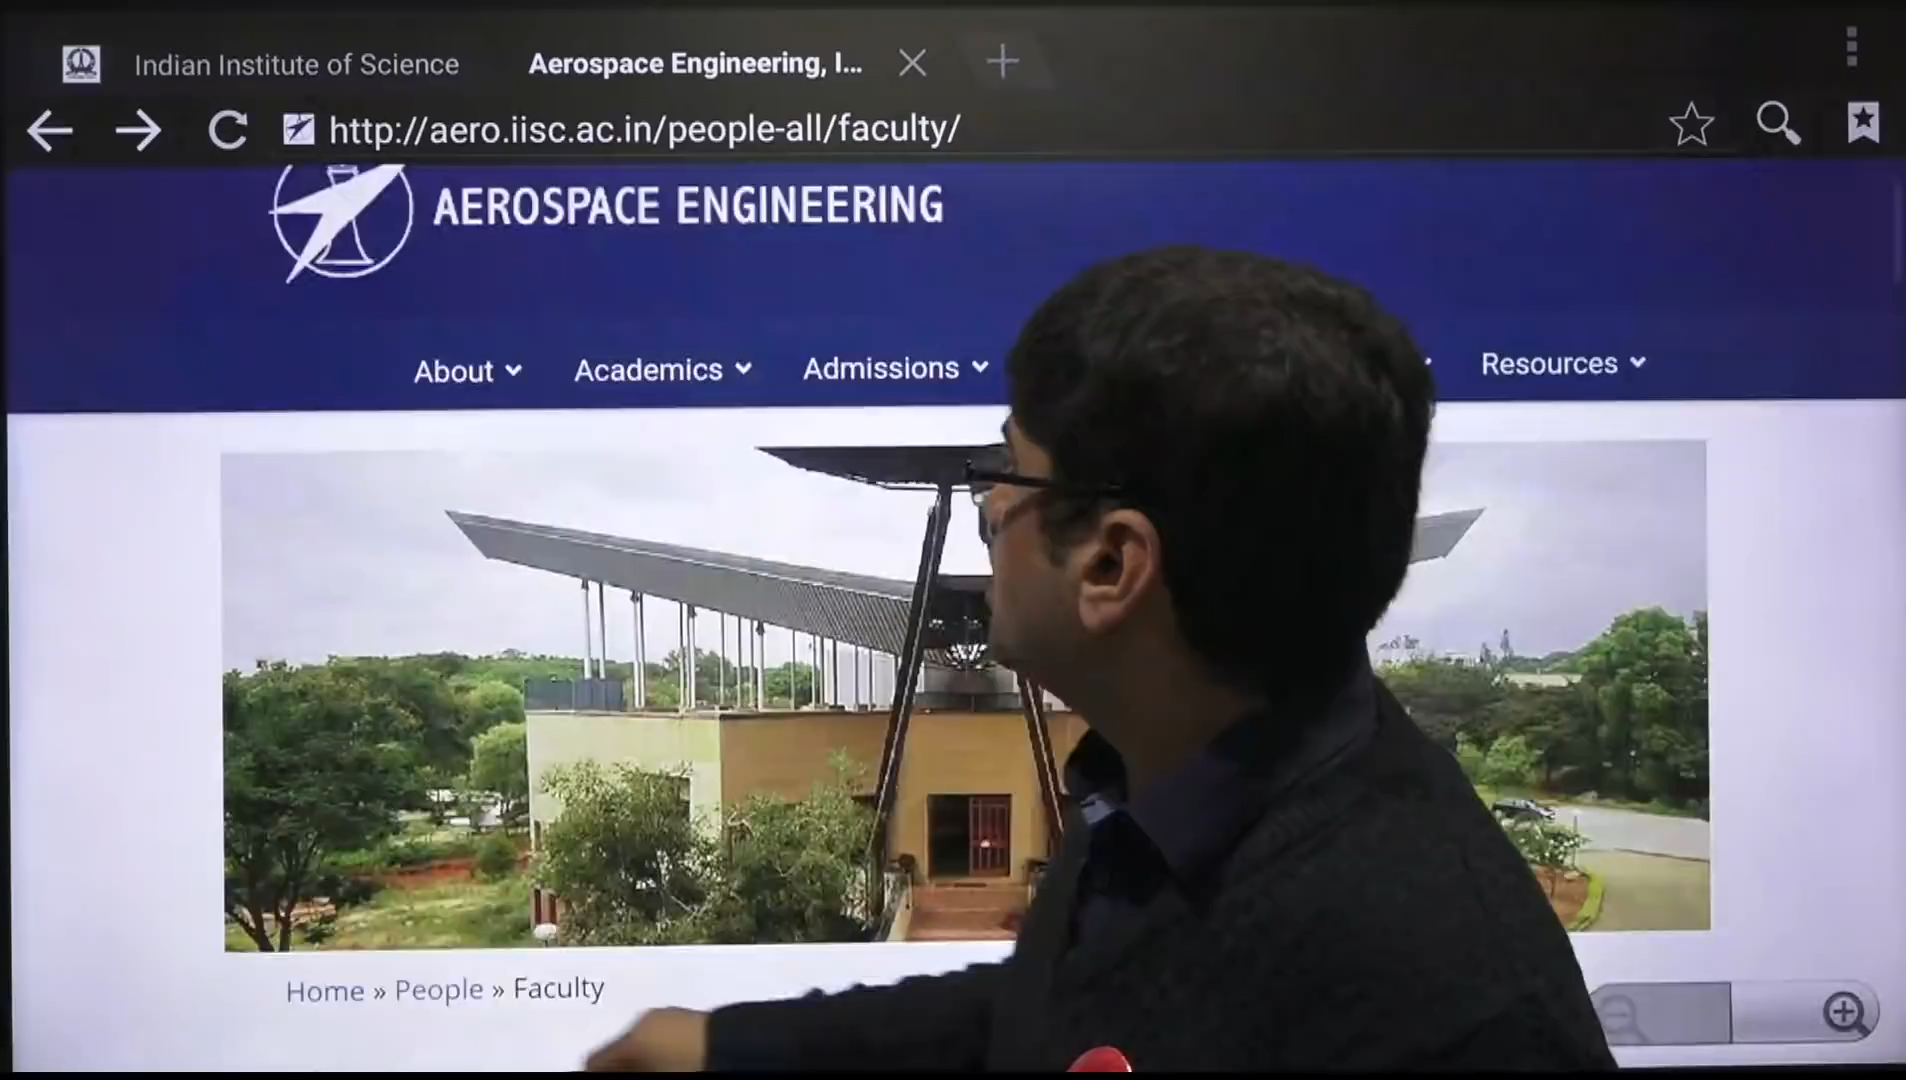 Indian Institute of Science
Aerospace Engineering, I...
http://aero.iisc.ac.in/people-all/faculty/
AEROSPACE ENGINEERING
About
Academics
Admissions
Resources
Home » People » Faculty